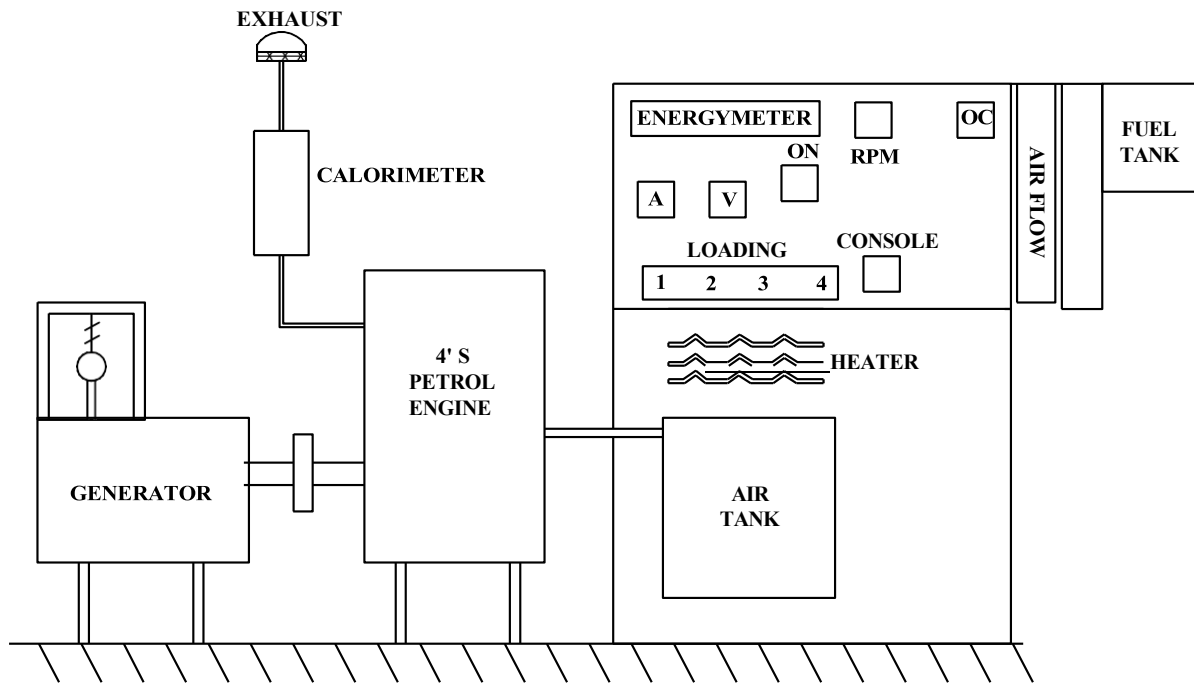 EXHAUST
CALORIMETER
ENERGYMETER
RPM
OC
ON
A
V
LOADING
1 2 3 4
CONSOLE
AIR FLOW
FUEL
TANK
HEATER
4' S
PETROL
ENGINE
GENERATOR
AIR
TANK